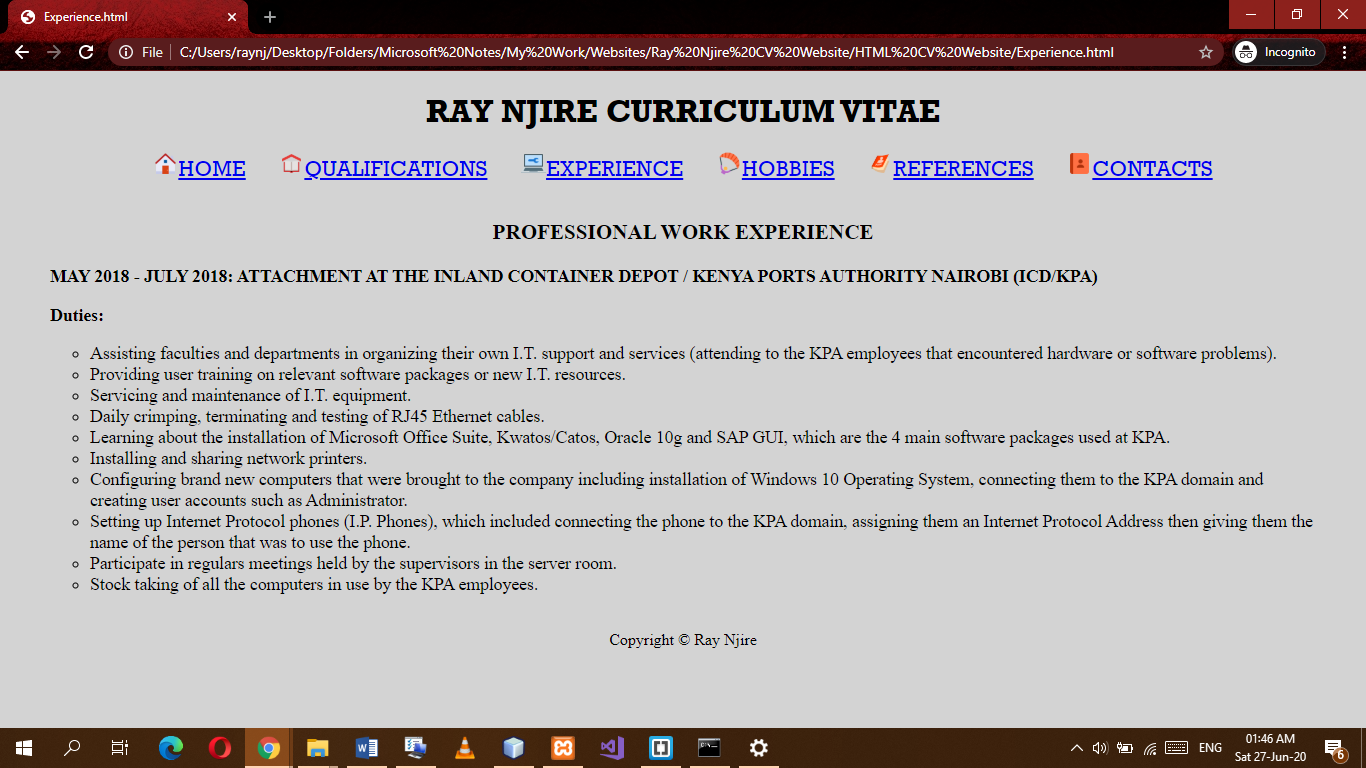 Experience.html
File
C:/Users/raynj/Desktop/Folders/Microsoft%20Notes/My%20Work/Websites/Ray%20Njire%20CV%20Website/HTML%20CV%20Website/Experience.html
Incognito
RAY NJIRE CURRICULUM VITAE
HOME QUALIFICATIONS EXPERIENCE HOBBIES REFERENCES CONTACTS
PROFESSIONAL WORK EXPERIENCE
MAY 2018 - JULY 2018: ATTACHMENT AT THE INLAND CONTAINER DEPOT / KENYA PORTS AUTHORITY NAIROBI (ICD/KPA)
Duties:
Assisting faculties and departments in organizing their own I.T. support and services (attending to the KPA employees that encountered hardware or software problems).
Providing user training on relevant software packages or new I.T. resources.
Servicing and maintenance of I.T. equipment.
Daily crimping, terminating and testing of RJ45 Ethernet cables.
Learning about the installation of Microsoft Office Suite, Kwatos/Catos, Oracle 10g and SAP GUI, which are the 4 main software packages used at KPA.
Installing and sharing network printers.
Configuring brand new computers that were brought to the company including installation of Windows 10 Operating System, connecting them to the KPA domain and
creating user accounts such as Administrator.
Setting up Internet Protocol phones (I.P. Phones), which included connecting the phone to the KPA domain, assigning them an Internet Protocol Address then giving them the
name of the person that was to use the phone.
Participate in regulars meetings held by the supervisors in the server room.
Stock taking of all the computers in use by the KPA employees.
Copyright © Ray Njire
ENG
01:46 AM
Sat 27-Jun-20
6